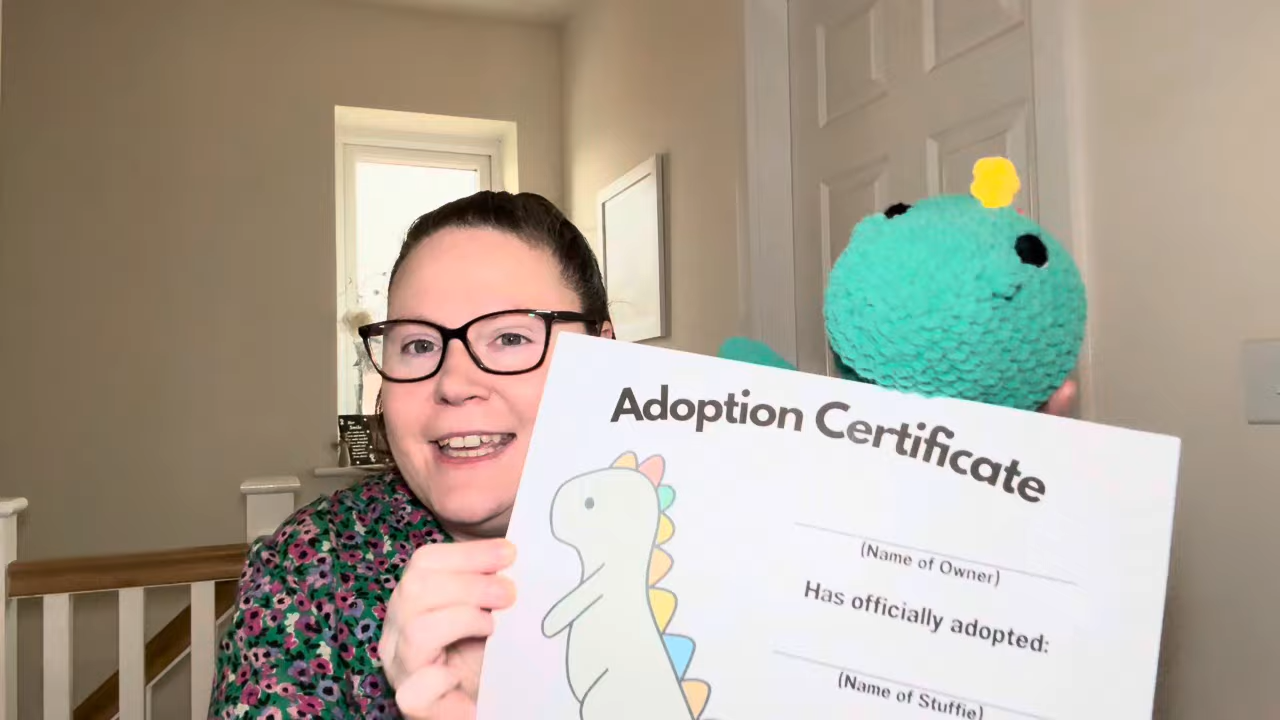 Adoption Certificate
(Name of Owner)
Has officially adopted:
(Name of Stuffie)